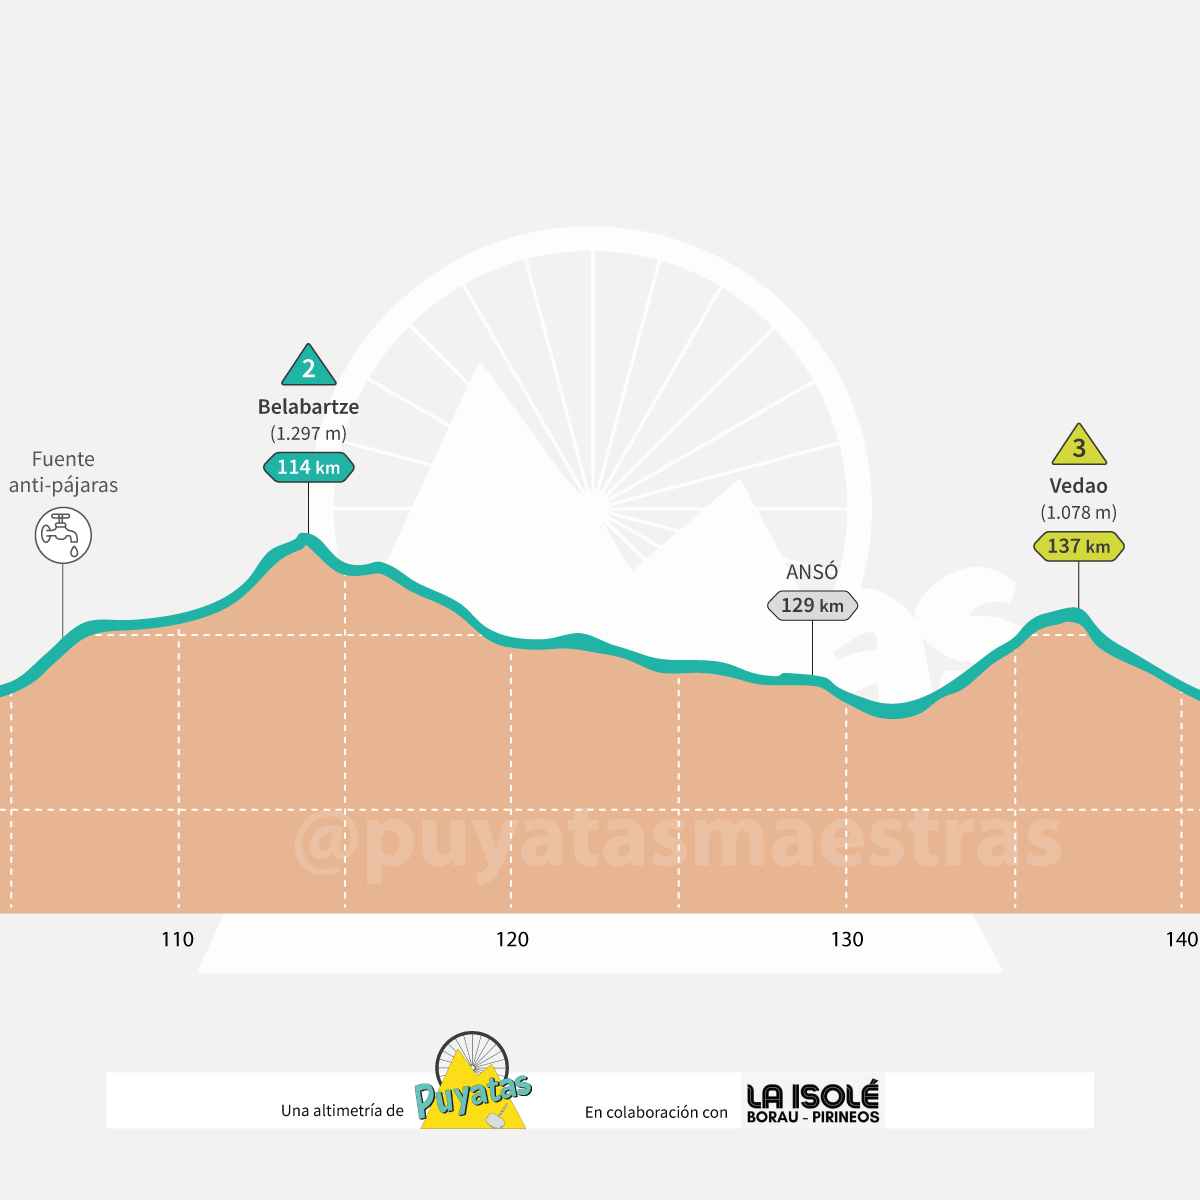 2
Belabartze
(1.297 m)
114 km
Fuente
anti-pájaras
3
Vedao
(1.078 m)
137 km
ANSÓ
129 km
as
@puyatasmaestras
110
120
130
140
Una altimetría de
Puyatas
En colaboración con
LA ISOLÉ
BORAU - PIRINEOS